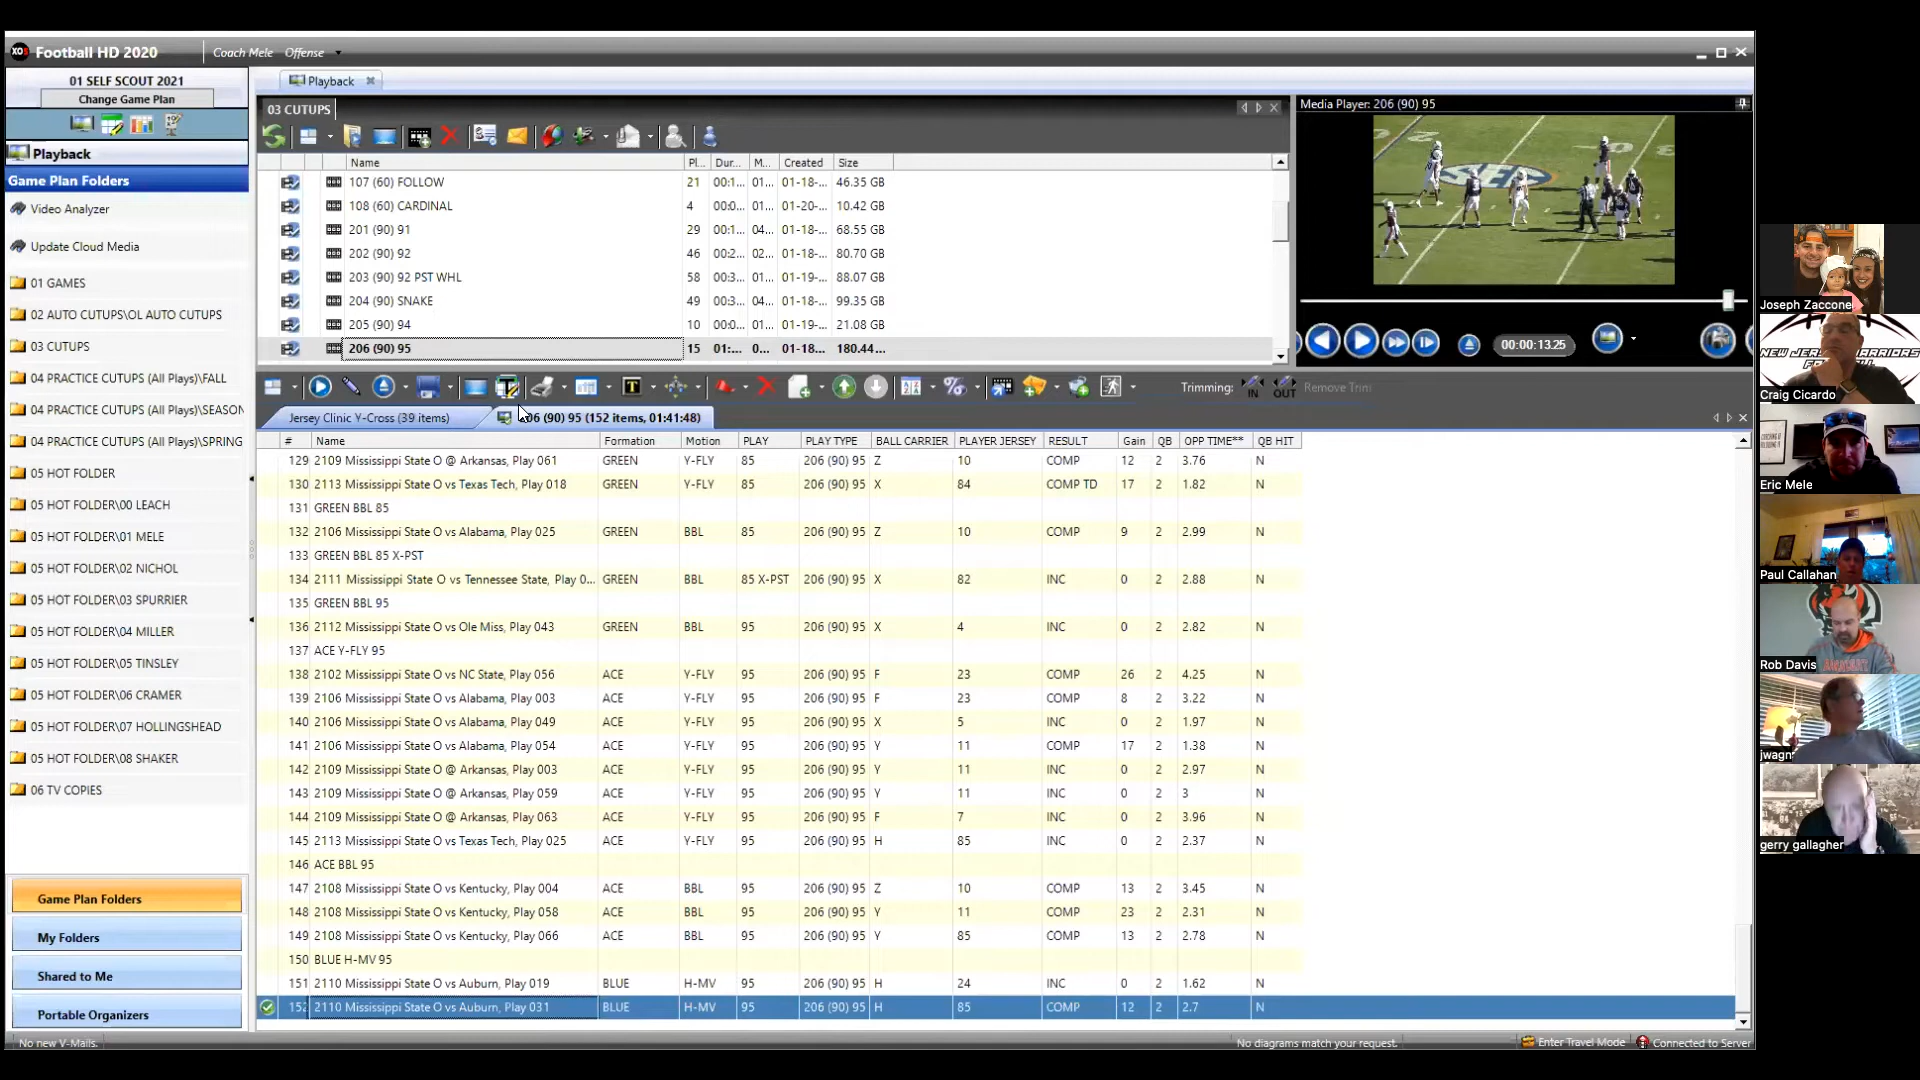 XOS Football HD 2020 Coach Mele Offense
01 SELF SCOUT 2021
Change Game Plan
Playback
Game Plan Folders
Video Analyzer
Update Cloud Media
01 GAMES
02 AUTO CUTUPS\OL AUTO CUTUPS
03 CUTUPS
04 PRACTICE CUTUPS (All Plays)\FALL
04 PRACTICE CUTUPS (All Plays)\SEASON
04 PRACTICE CUTUPS (All Plays)\SPRING
05 HOT FOLDER
05 HOT FOLDER\00 LEACH
05 HOT FOLDER\01 MELE
05 HOT FOLDER\02 NICHOL
05 HOT FOLDER\03 SPURRIER
05 HOT FOLDER\04 MILLER
05 HOT FOLDER\05 TINSLEY
05 HOT FOLDER\06 CRAMER
05 HOT FOLDER\07 HOLLINGSHEAD
05 HOT FOLDER\08 SHAKER
06 TV COPIES
Game Plan Folders
My Folders
Shared to Me
Portable Organizers
No new V-Mails.
Playback
03 CUTUPS
Name Pl... Dur... M... Created Size
107 (60) FOLLOW 21 00:1... 01... 01-18-... 46.35 GB
108 (60) CARDINAL 4 00:0... 01... 01-20-... 10.42 GB
201 (90) 91 29 00:1... 04... 01-18-... 68.55 GB
202 (90) 92 46 00:2... 02... 01-18-... 80.70 GB
203 (90) 92 PST WHL 58 00:3... 01... 01-19-... 88.07 GB
204 (90) SNAKE 49 00:3... 04... 01-18-... 99.35 GB
205 (90) 94 10 00:0... 01... 01-19-... 21.08 GB
206 (90) 95 15 01:... 0... 01-18... 180.44...
Media Player: 206 (90) 95
SEC
00:00:13.25
Trimming: IN OUT Remove Trim
Jersey Clinic Y-Cross (39 items)
06 (90) 95 (152 items, 01:41:48)
# Name Formation Motion PLAY PLAY TYPE BALL CARRIER PLAYER JERSEY RESULT Gain QB OPP TIME** QB HIT
129 2109 Mississippi State O @ Arkansas, Play 061 GREEN Y-FLY 85 206 (90) 95 Z 10 COMP 12 2 3.76 N
130 2113 Mississippi State O vs Texas Tech, Play 018 GREEN Y-FLY 85 206 (90) 95 X 84 COMP TD 17 2 1.82 N
131 GREEN BBL 85
132 2106 Mississippi State O vs Alabama, Play 025 GREEN BBL 85 206 (90) 95 Z 10 COMP 9 2 2.99 N
133 GREEN BBL 85 X-PST
134 2111 Mississippi State O vs Tennessee State, Play 0... GREEN BBL 85 X-PST 206 (90) 95 X 82 INC 0 2 2.88 N
135 GREEN BBL 95
136 2112 Mississippi State O vs Ole Miss, Play 043 GREEN BBL 95 206 (90) 95 X 4 INC 0 2 2.82 N
137 ACE Y-FLY 95
138 2102 Mississippi State O vs NC State, Play 056 ACE Y-FLY 95 206 (90) 95 F 23 COMP 26 2 4.25 N
139 2106 Mississippi State O vs Alabama, Play 003 ACE Y-FLY 95 206 (90) 95 F 23 COMP 8 2 3.22 N
140 2106 Mississippi State O vs Alabama, Play 049 ACE Y-FLY 95 206 (90) 95 X 5 INC 0 2 1.97 N
141 2106 Mississippi State O vs Alabama, Play 054 ACE Y-FLY 95 206 (90) 95 Y 11 COMP 17 2 1.38 N
142 2109 Mississippi State O @ Arkansas, Play 003 ACE Y-FLY 95 206 (90) 95 Y 11 INC 0 2 2.97 N
143 2109 Mississippi State O @ Arkansas, Play 059 ACE Y-FLY 95 206 (90) 95 Y 11 INC 0 2 3 N
144 2109 Mississippi State O @ Arkansas, Play 063 ACE Y-FLY 95 206 (90) 95 F 7 INC 0 2 3.96 N
145 2113 Mississippi State O vs Texas Tech, Play 025 ACE Y-FLY 95 206 (90) 95 H 85 INC 0 2 2.37 N
146 ACE BBL 95
147 2108 Mississippi State O vs Kentucky, Play 004 ACE BBL 95 206 (90) 95 Z 10 COMP 13 2 3.45 N
148 2108 Mississippi State O vs Kentucky, Play 058 ACE BBL 95 206 (90) 95 Y 11 COMP 23 2 2.31 N
149 2108 Mississippi State O vs Kentucky, Play 066 ACE BBL 95 206 (90) 95 Y 85 COMP 13 2 2.78 N
150 BLUE H-MV 95
151 2110 Mississippi State O vs Auburn, Play 019 BLUE H-MV 95 206 (90) 95 H 24 INC 0 2 1.62 N
152 2110 Mississippi State O vs Auburn, Play 031 BLUE H-MV 95 206 (90) 95 H 85 COMP 12 2 2.7 N
No diagrams match your request. Enter Travel Mode Connected to Server
Joseph Zaccone
NEW JERSEY WARRIORS
Craig Cicardo
Eric Mele
Paul Callahan
Rob Davis
jwagn
gerry gallagher